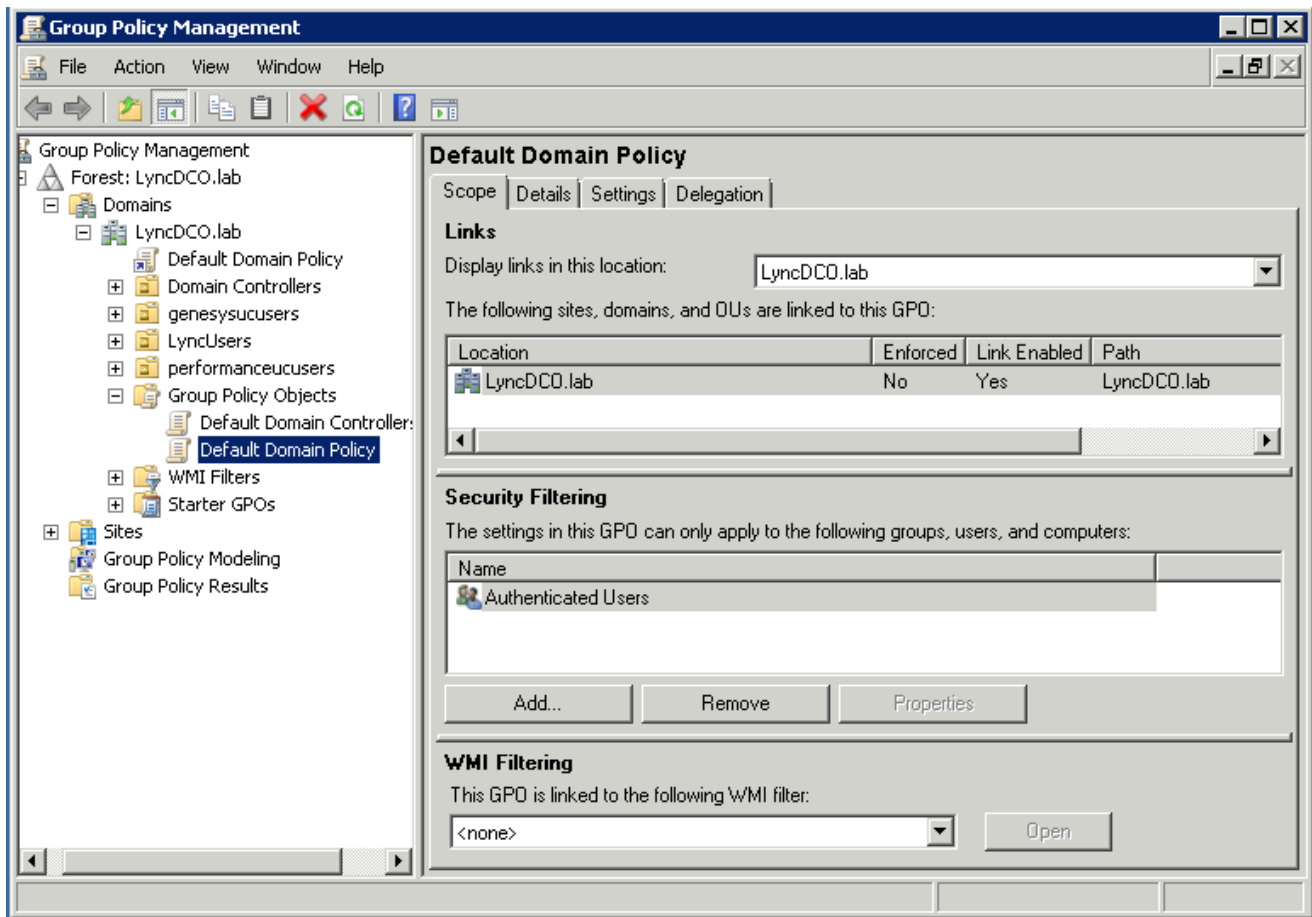 Group Policy Management
File Action View Window Help
Group Policy Management
Forest: LyncDCO.lab
Domains
LyncDCO.lab
Default Domain Policy
Domain Controllers
genesysucusers
LyncUsers
performanceucusers
Group Policy Objects
Default Domain Controllers
Default Domain Policy
WMI Filters
Starter GPOs
Sites
Group Policy Modeling
Group Policy Results
Default Domain Policy
Scope Details Settings Delegation
Links
Display links in this location: LyncDCO.lab
The following sites, domains, and OUs are linked to this GPO:
Location Enforced Link Enabled Path
LyncDCO.lab No Yes LyncDCO.lab
Security Filtering
The settings in this GPO can only apply to the following groups, users, and computers:
Name
Authenticated Users
Add... Remove Properties
WMI Filtering
This GPO is linked to the following WMI filter:
<none> Open